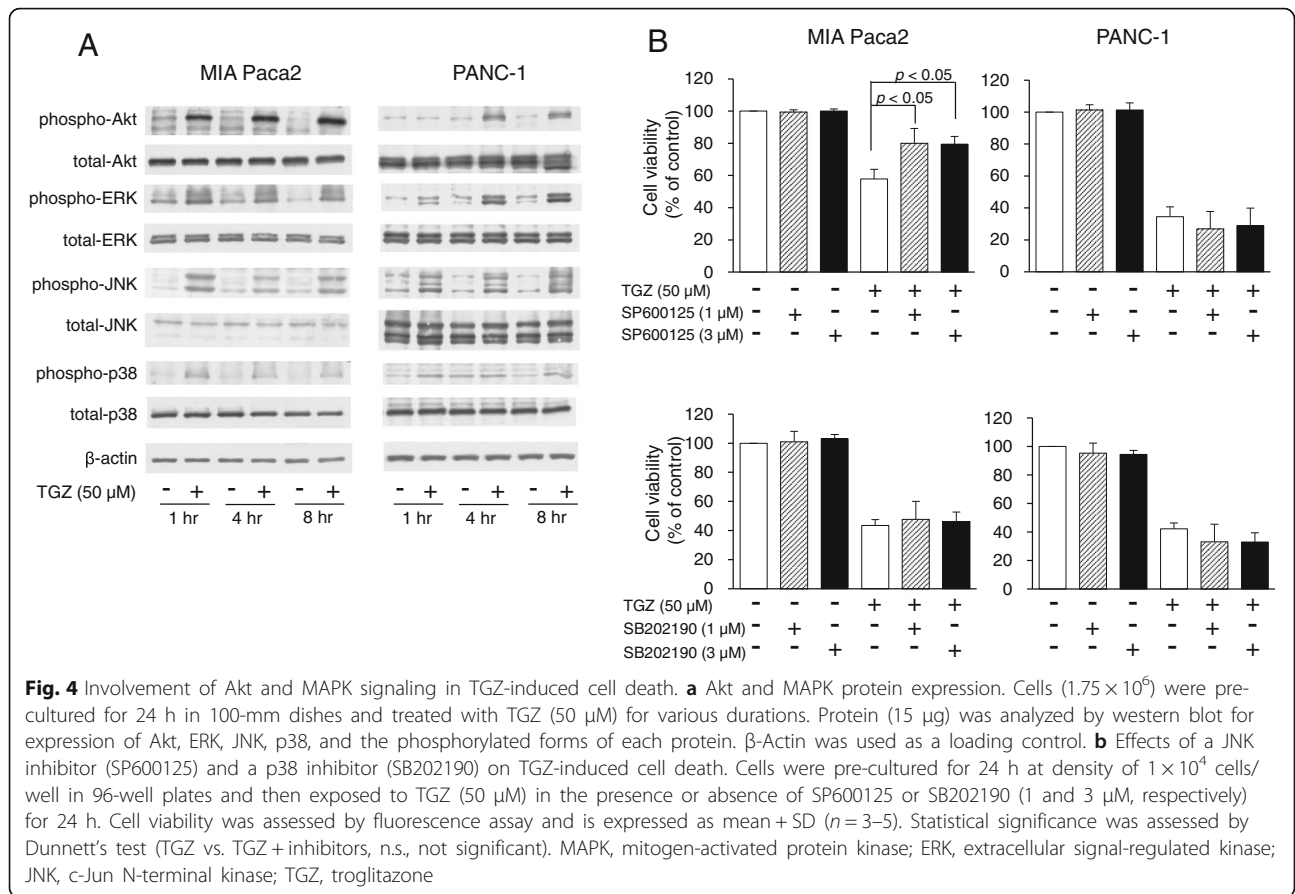 A
MIA Paca2
PANC-1
phospho-Akt
total-Akt
phospho-ERK
total-ERK
phospho-JNK
total-JNK
phospho-p38
total-p38
β-actin
TGZ (50 μM) - + - + - + - + - + - +
1 hr 4 hr 8 hr 1 hr 4 hr 8 hr
B
MIA Paca2
PANC-1
Cell viability
(% of control)
120
100
80
60
40
20
0
p < 0.05
p < 0.05
120
100
80
60
40
20
0
TGZ (50 μM) - - - + + + - - - + + +
SP600125 (1 μM) - + - - + - - + - - + -
SP600125 (3 μM) - - + - - + - - + - - +
Cell viability
(% of control)
120
100
80
60
40
20
0
120
100
80
60
40
20
0
TGZ (50 μM) - - - + + + - - - + + +
SB202190 (1 μM) - + - - + - - + - - + -
SB202190 (3 μM) - - + - - + - - + - - +
Fig. 4 Involvement of Akt and MAPK signaling in TGZ-induced cell death. a Akt and MAPK protein expression. Cells (1.75 × 10⁶) were pre-
cultured for 24 h in 100-mm dishes and treated with TGZ (50 μM) for various durations. Protein (15 μg) was analyzed by western blot for
expression of Akt, ERK, JNK, p38, and the phosphorylated forms of each protein. β-Actin was used as a loading control. b Effects of a JNK
inhibitor (SP600125) and a p38 inhibitor (SB202190) on TGZ-induced cell death. Cells were pre-cultured for 24 h at density of 1 × 10⁴ cells/
well in 96-well plates and then exposed to TGZ (50 μM) in the presence or absence of SP600125 or SB202190 (1 and 3 μM, respectively)
for 24 h. Cell viability was assessed by fluorescence assay and is expressed as mean + SD (n = 3–5). Statistical significance was assessed by
Dunnett's test (TGZ vs. TGZ + inhibitors, n.s., not significant). MAPK, mitogen-activated protein kinase; ERK, extracellular signal-regulated kinase;
JNK, c-Jun N-terminal kinase; TGZ, troglitazone